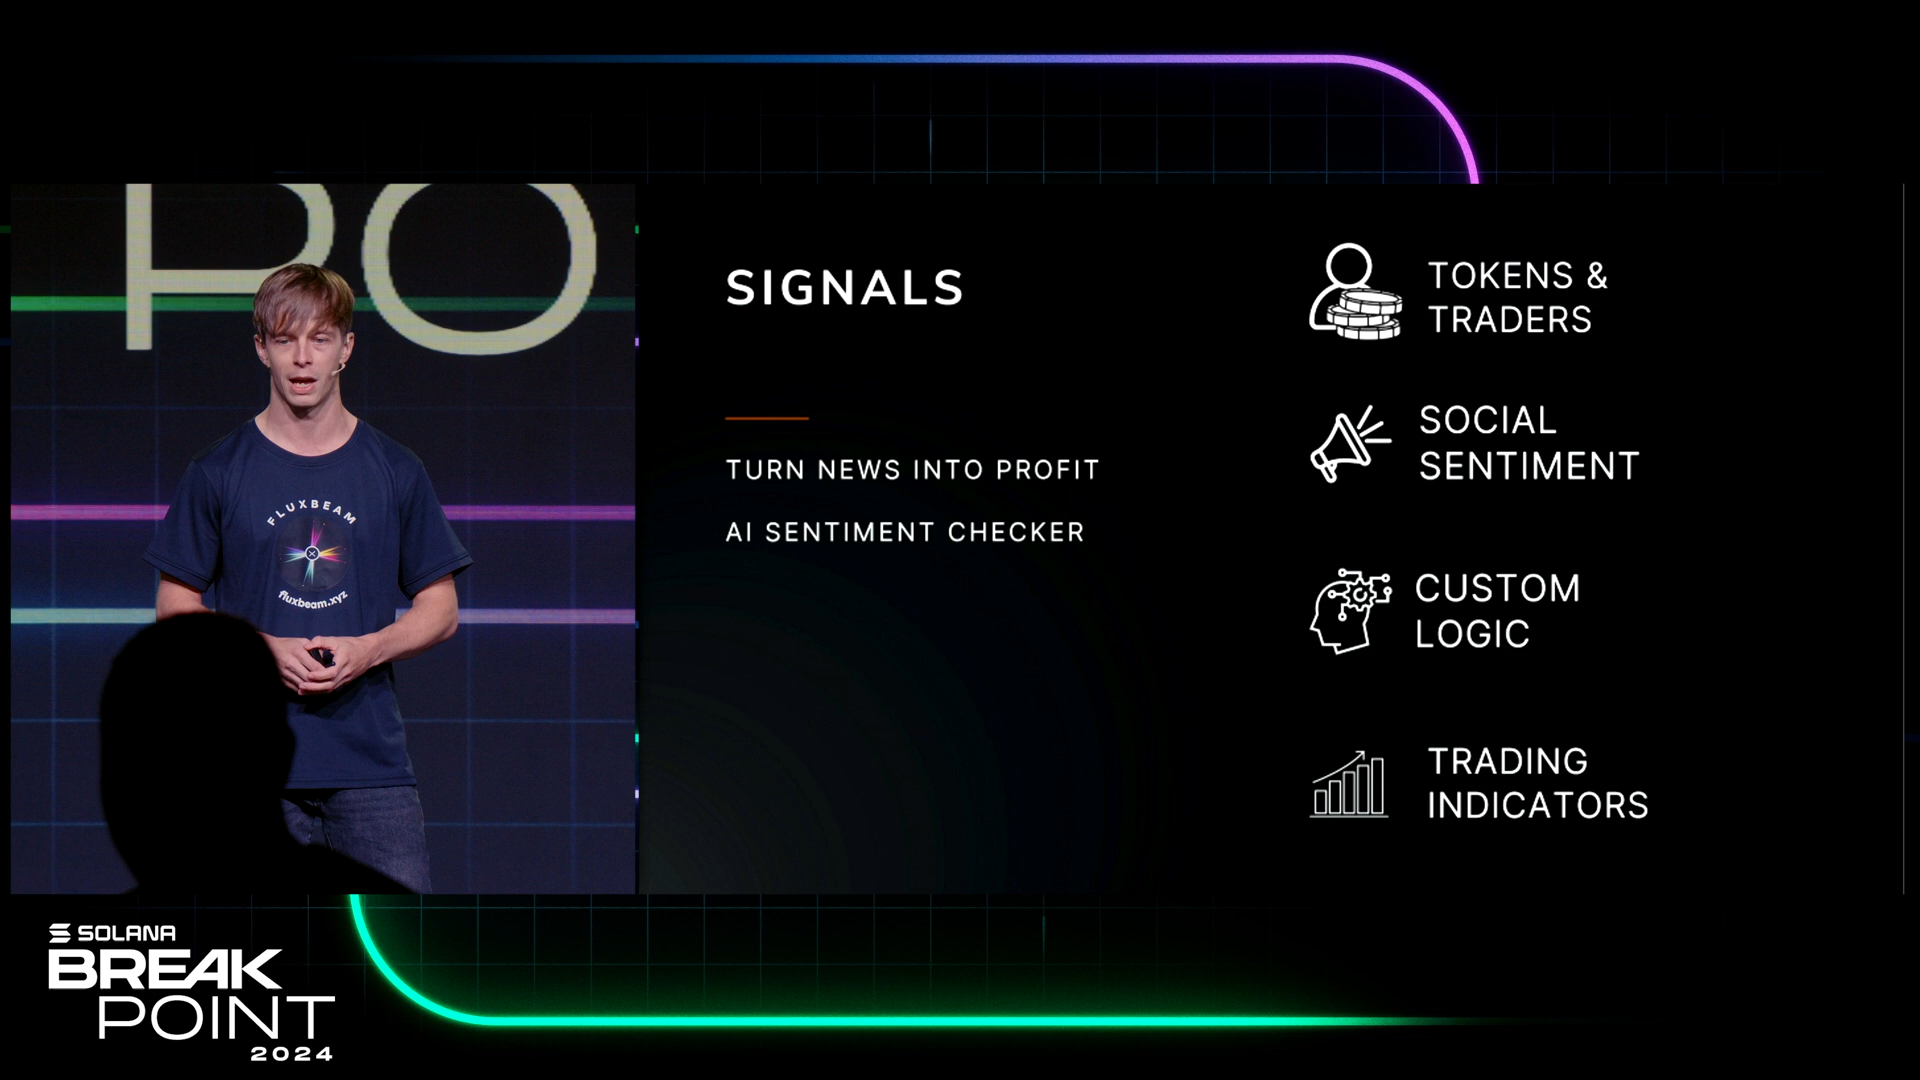 PO
FLUXBEAM
fluxbeam.xyz
SIGNALS
TURN NEWS INTO PROFIT
AI SENTIMENT CHECKER
TOKENS &
TRADERS
SOCIAL
SENTIMENT
CUSTOM
LOGIC
TRADING
INDICATORS
SOLANA
BREAK
POINT
2024